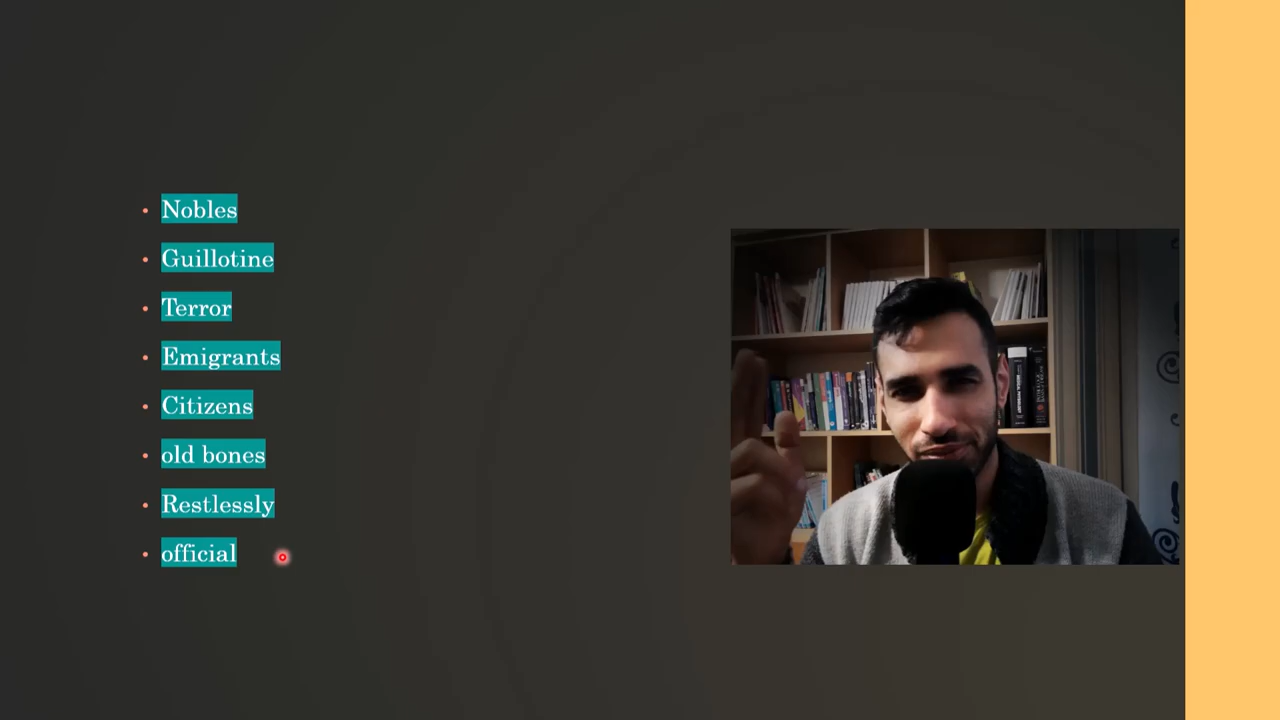 Nobles
Guillotine
Terror
Emigrants
Citizens
old bones
Restlessly
official